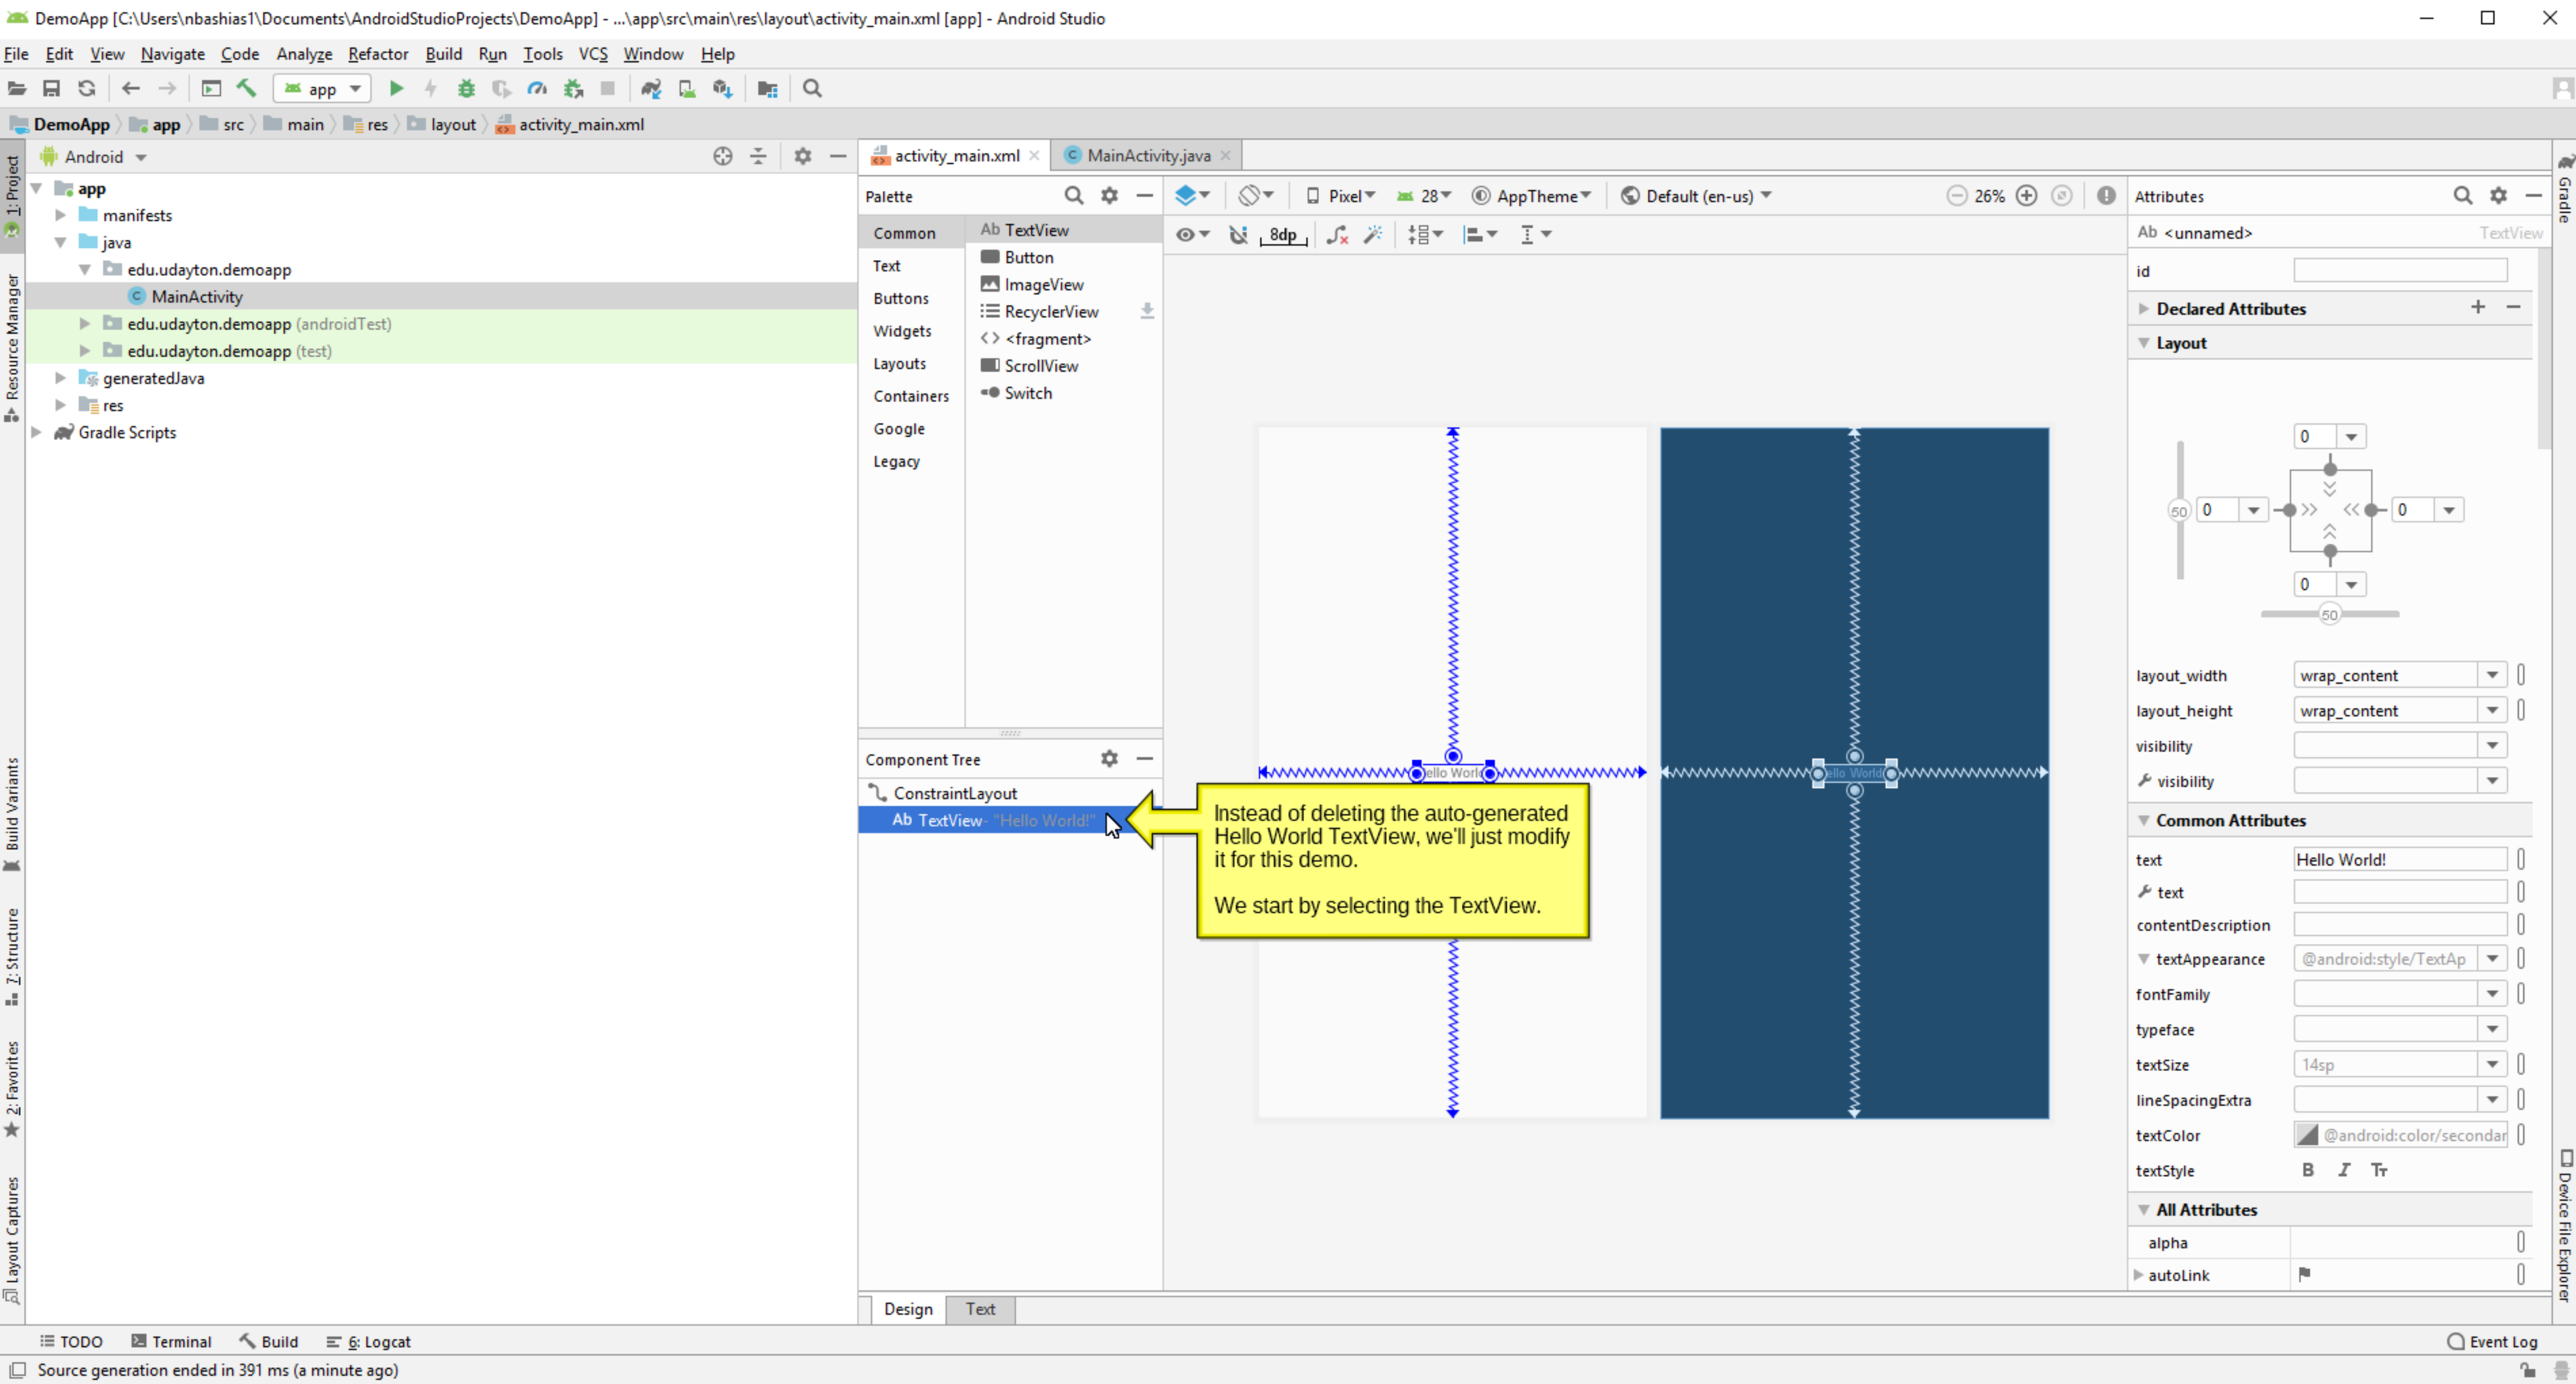 DemoApp [C:\Users\nbashias1\Documents\AndroidStudioProjects\DemoApp] - ...\app\src\main\res\layout\activity_main.xml [app] - Android Studio
File Edit View Navigate Code Analyze Refactor Build Run Tools VCS Window Help
app
DemoApp app src main res layout activity_main.xml
1: Project
Resource Manager
Build Variants
7: Structure
2: Favorites
Layout Captures
Android
app
manifests
java
edu.udayton.demoapp
MainActivity
edu.udayton.demoapp (androidTest)
edu.udayton.demoapp (test)
generatedJava
res
Gradle Scripts
activity_main.xml
MainActivity.java
Palette
Common
Text
Buttons
Widgets
Layouts
Containers
Google
Legacy
Ab TextView
Button
ImageView
RecyclerView
<fragment>
ScrollView
Switch
Component Tree
ConstraintLayout
Ab TextView- "Hello World!"
Pixel 28 AppTheme Default (en-us) 26%
8dp
Instead of deleting the auto-generated
Hello World TextView, we'll just modify
it for this demo.
We start by selecting the TextView.
Design Text
Attributes
Ab <unnamed> TextView
id
Declared Attributes
Layout
0
50 0 0
0
50
layout_width wrap_content
layout_height wrap_content
visibility
visibility
Common Attributes
text Hello World!
text
contentDescription
textAppearance @android:style/TextAp
fontFamily
typeface
textSize 14sp
lineSpacingExtra
textColor @android:color/secondar
textStyle B I Tt
All Attributes
alpha
autoLink
Gradle
Device File Explorer
TODO Terminal Build 6: Logcat Event Log
Source generation ended in 391 ms (a minute ago)